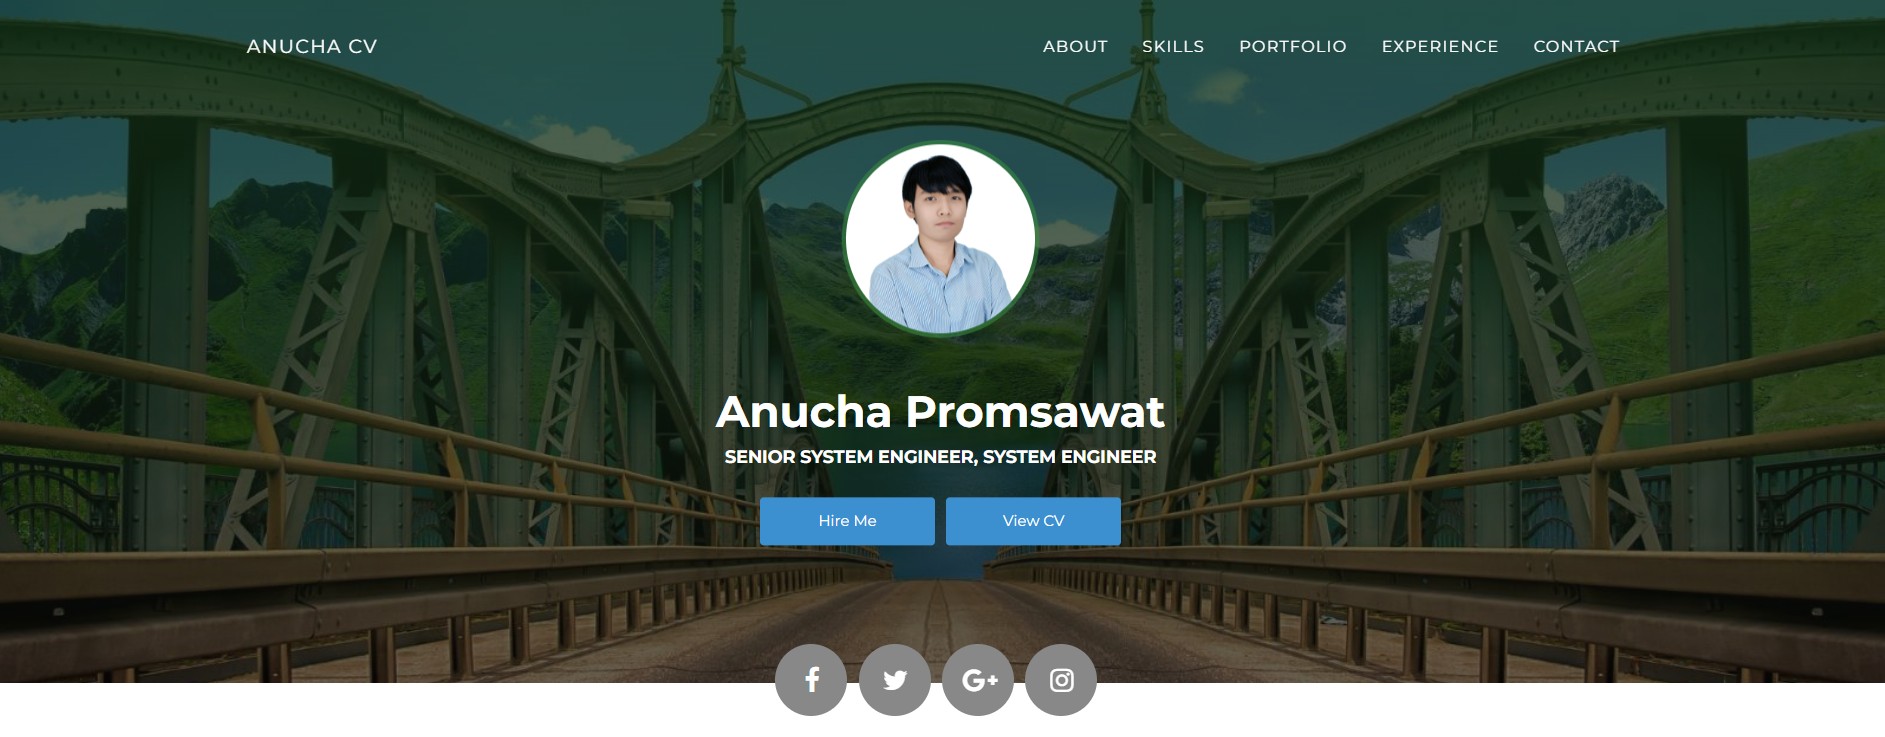 ANUCHA CV
ABOUT SKILLS PORTFOLIO EXPERIENCE CONTACT
Anucha Promsawat
SENIOR SYSTEM ENGINEER, SYSTEM ENGINEER
Hire Me
View CV